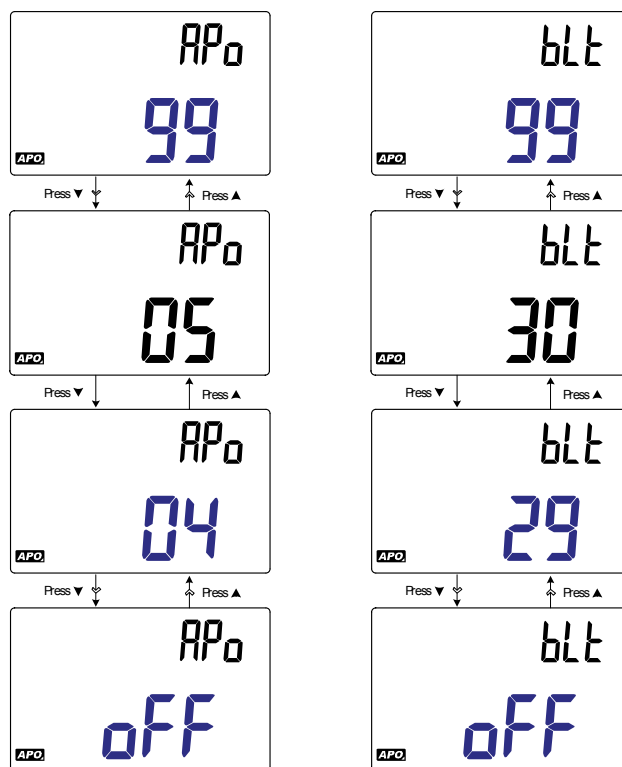 APo
99
APO
Press ▼
Press ▲
APo
05
APO
Press ▼
Press ▲
APo
04
APO
Press ▼
Press ▲
APo
oFF
APO
bLt
99
APO
Press ▼
Press ▲
bLt
30
APO
Press ▼
Press ▲
bLt
29
APO
Press ▼
Press ▲
bLt
oFF
APO